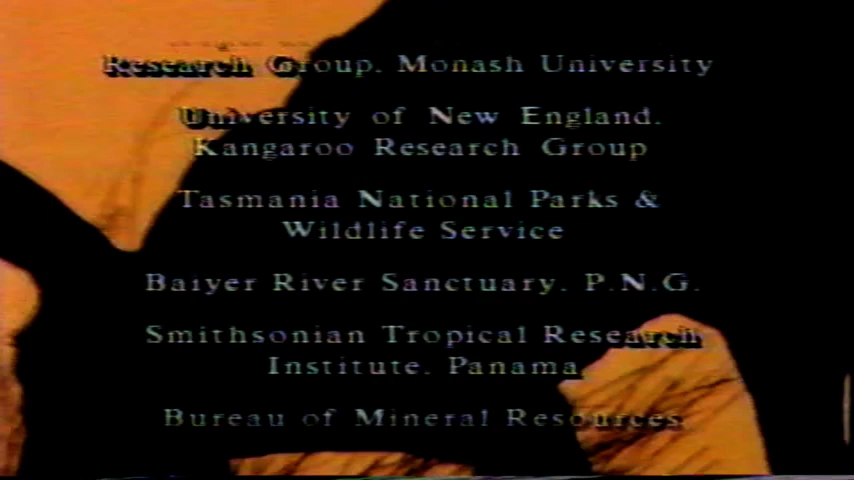 Research Group, Monash University
University of New England,
Kangaroo Research Group
Tasmania National Parks &
Wildlife Service
Baiyer River Sanctuary, P.N.G.
Smithsonian Tropical Research
Institute, Panama
Bureau of Mineral Resources